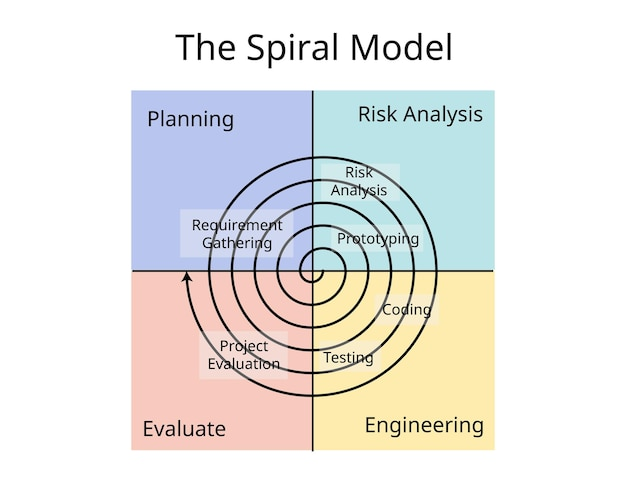 The Spiral Model
Planning
Risk Analysis
Risk
Analysis
Requirement
Gathering
Prototyping
Coding
Project
Evaluation
Testing
Evaluate
Engineering